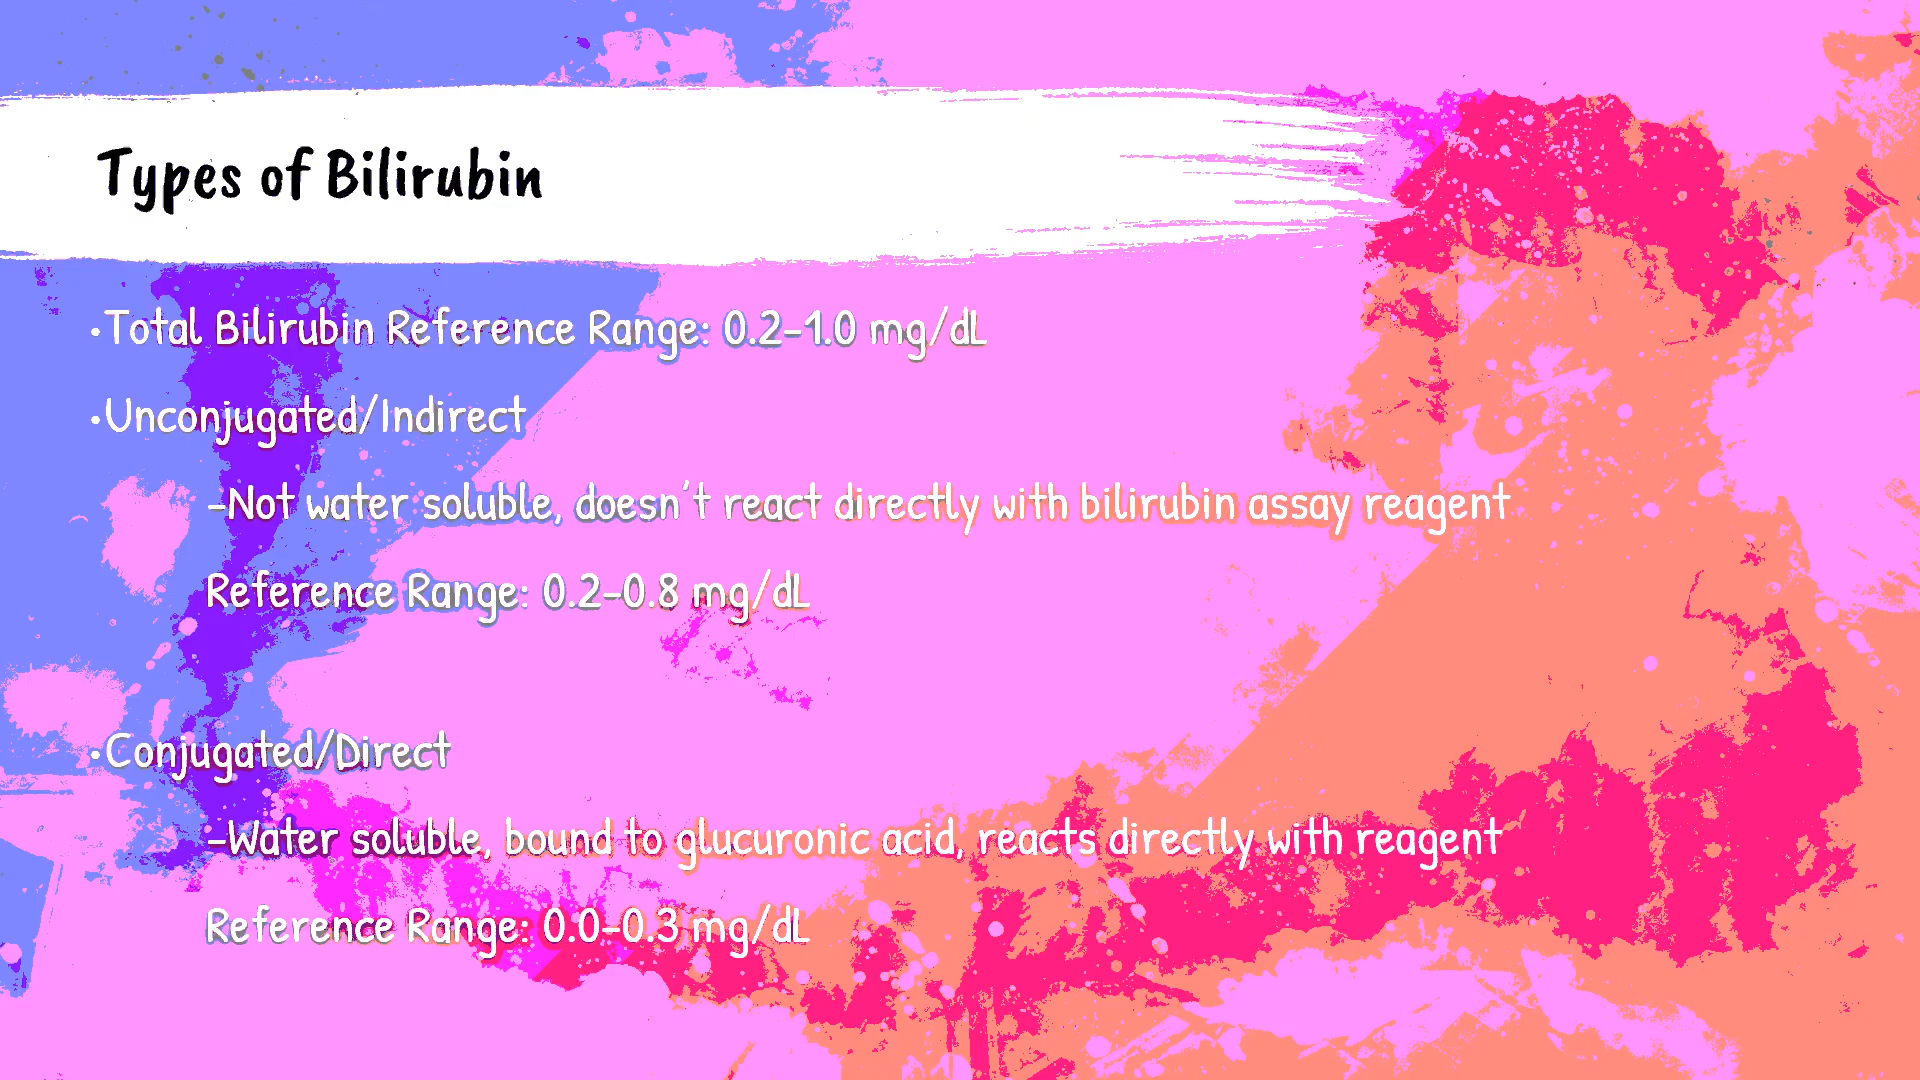 Types of Bilirubin
•Total Bilirubin Reference Range: 0.2-1.0 mg/dL
•Unconjugated/Indirect
-Not water soluble, doesn't react directly with bilirubin assay reagent
Reference Range: 0.2-0.8 mg/dL
•Conjugated/Direct
-Water soluble, bound to glucuronic acid, reacts directly with reagent
Reference Range: 0.0-0.3 mg/dL